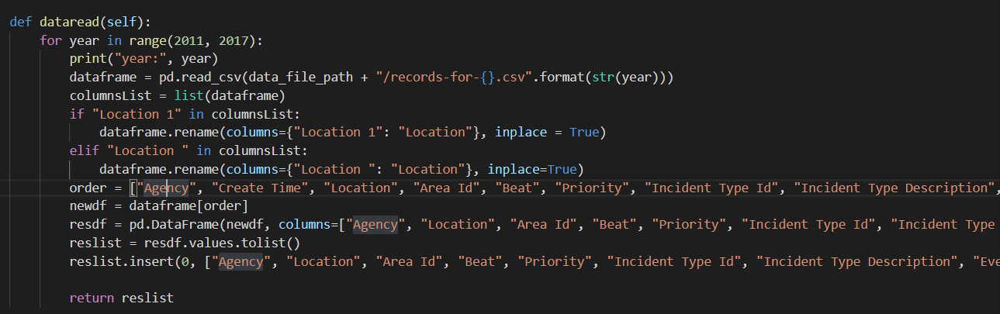 def dataread(self):
    for year in range(2011, 2017):
        print("year:", year)
        dataframe = pd.read_csv(data_file_path + "/records-for-{}.csv".format(str(year)))
        columnsList = list(dataframe)
        if "Location 1" in columnsList:
            dataframe.rename(columns={"Location 1": "Location"}, inplace = True)
        elif "Location " in columnsList:
            dataframe.rename(columns={"Location ": "Location"}, inplace=True)
        order = ["Agency", "Create Time", "Location", "Area Id", "Beat", "Priority", "Incident Type Id", "Incident Type Description",
        newdf = dataframe[order]
        resdf = pd.DataFrame(newdf, columns=["Agency", "Location", "Area Id", "Beat", "Priority", "Incident Type Id", "Incident Type
        reslist = resdf.values.tolist()
        reslist.insert(0, ["Agency", "Location", "Area Id", "Beat", "Priority", "Incident Type Id", "Incident Type Description", "Eve
        return reslist